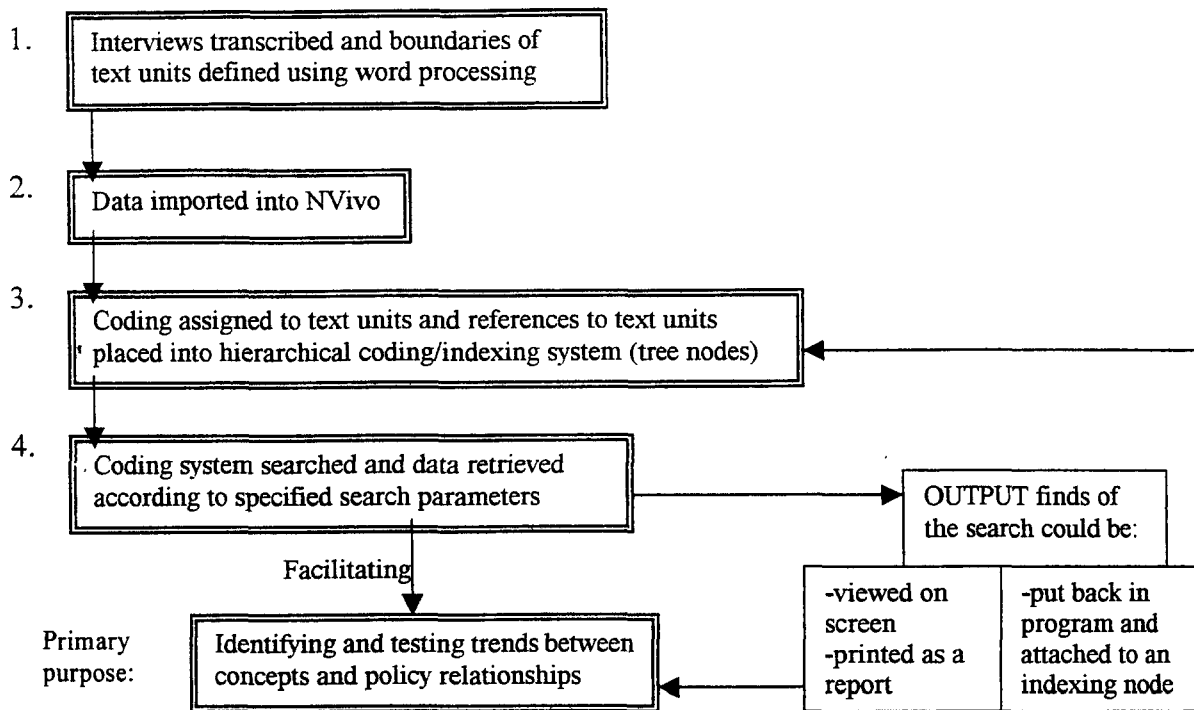 1.
Interviews transcribed and boundaries of
text units defined using word processing
2.
Data imported into NVivo
3.
Coding assigned to text units and references to text units
placed into hierarchical coding/indexing system (tree nodes)
4.
Coding system searched and data retrieved
according to specified search parameters
OUTPUT finds of
the search could be:
-viewed on
screen
-printed as a
report
-put back in
program and
attached to an
indexing node
Facilitating
Primary
purpose:
Identifying and testing trends between
concepts and policy relationships